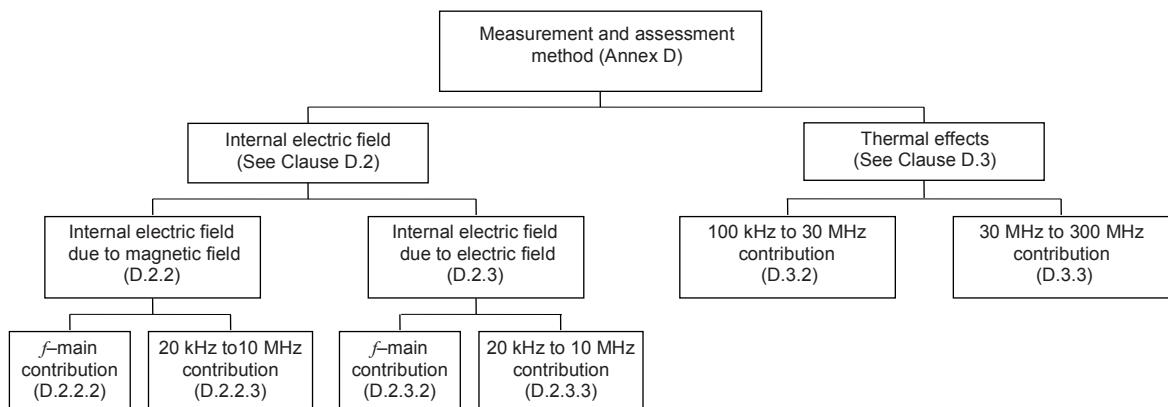 Measurement and assessment
method (Annex D)
Internal electric field
(See Clause D.2)
Thermal effects
(See Clause D.3)
Internal electric field
due to magnetic field
(D.2.2)
Internal electric field
due to electric field
(D.2.3)
100 kHz to 30 MHz
contribution
(D.3.2)
30 MHz to 300 MHz
contribution
(D.3.3)
f–main
contribution
(D.2.2.2)
20 kHz to10 MHz
contribution
(D.2.2.3)
f–main
contribution
(D.2.3.2)
20 kHz to 10 MHz
contribution
(D.2.3.3)